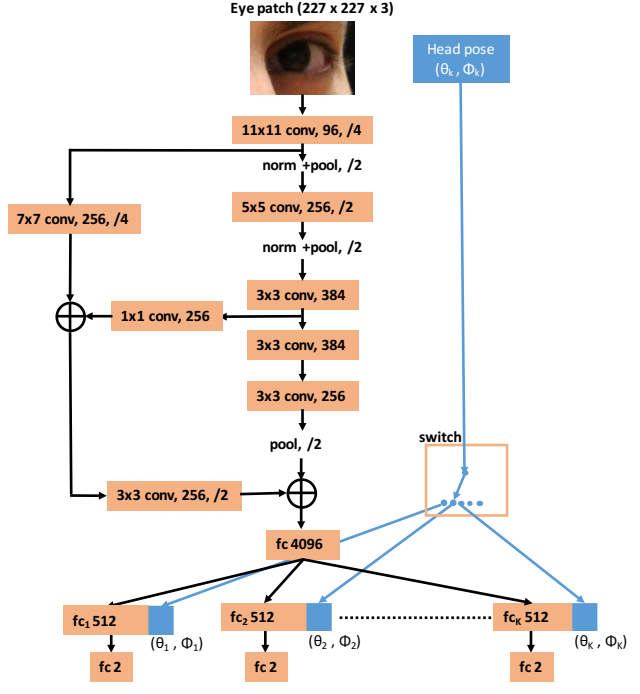 Eye patch (227 x 227 x 3)
Head pose
(θk , Φk)
11x11 conv, 96, /4
norm +pool, /2
7x7 conv, 256, /4
5x5 conv, 256, /2
norm +pool, /2
3x3 conv, 384
1x1 conv, 256
3x3 conv, 384
3x3 conv, 256
pool, /2
switch
3x3 conv, 256, /2
fc 4096
fc1 512
fc2 512
fcK 512
(θ1 , Φ1)
(θ2 , Φ2)
(θK , ΦK)
fc 2
fc 2
fc 2